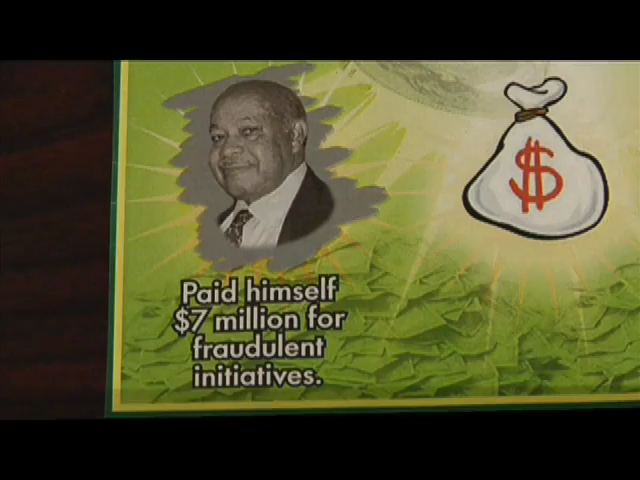 $
Paid himself
$7 million for
fraudulent
initiatives.